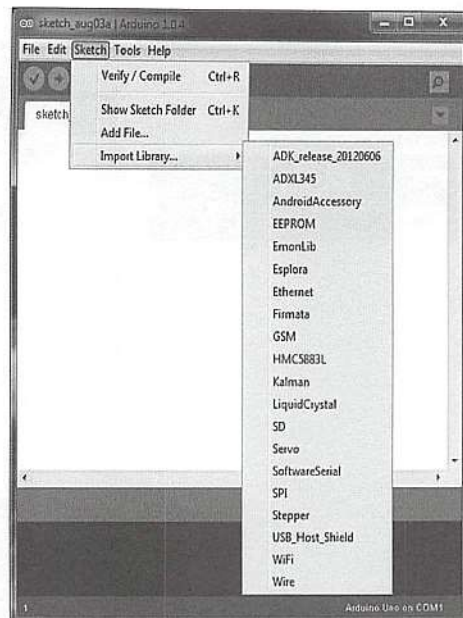 sketch_aug03a | Arduino 1.0.4
File Edit Sketch Tools Help
Verify / Compile Ctrl+R
sketch_
Show Sketch Folder Ctrl+K
Add File...
Import Library...
ADK_release_20120606
ADXL345
AndroidAccessory
EEPROM
EmonLib
Esplora
Ethernet
Firmata
GSM
HMC5883L
Kalman
LiquidCrystal
SD
Servo
SoftwareSerial
SPI
Stepper
USB_Host_Shield
WiFi
Wire
1 Arduino Uno on COM1